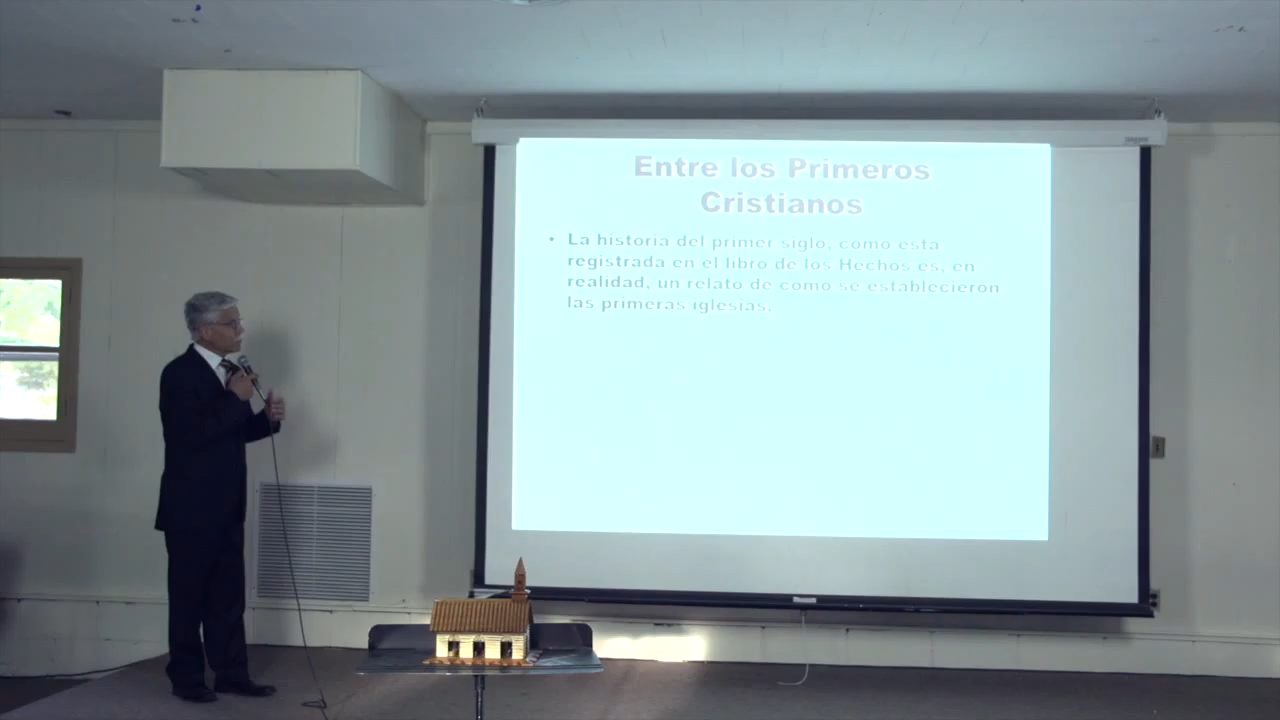 Entre los Primeros
Cristianos
• La historia del primer siglo, como esta
registrada en el libro de los Hechos es, en
realidad, un relato de como se establecieron
las primeras iglesias.